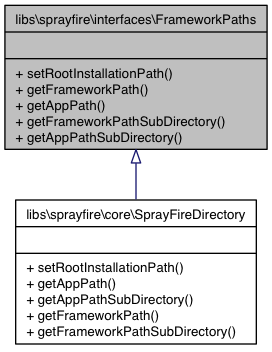 libs\sprayfire\interfaces\FrameworkPaths
+ setRootInstallationPath()
+ getFrameworkPath()
+ getAppPath()
+ getFrameworkPathSubDirectory()
+ getAppPathSubDirectory()
libs\sprayfire\core\SprayFireDirectory
+ setRootInstallationPath()
+ getAppPath()
+ getAppPathSubDirectory()
+ getFrameworkPath()
+ getFrameworkPathSubDirectory()